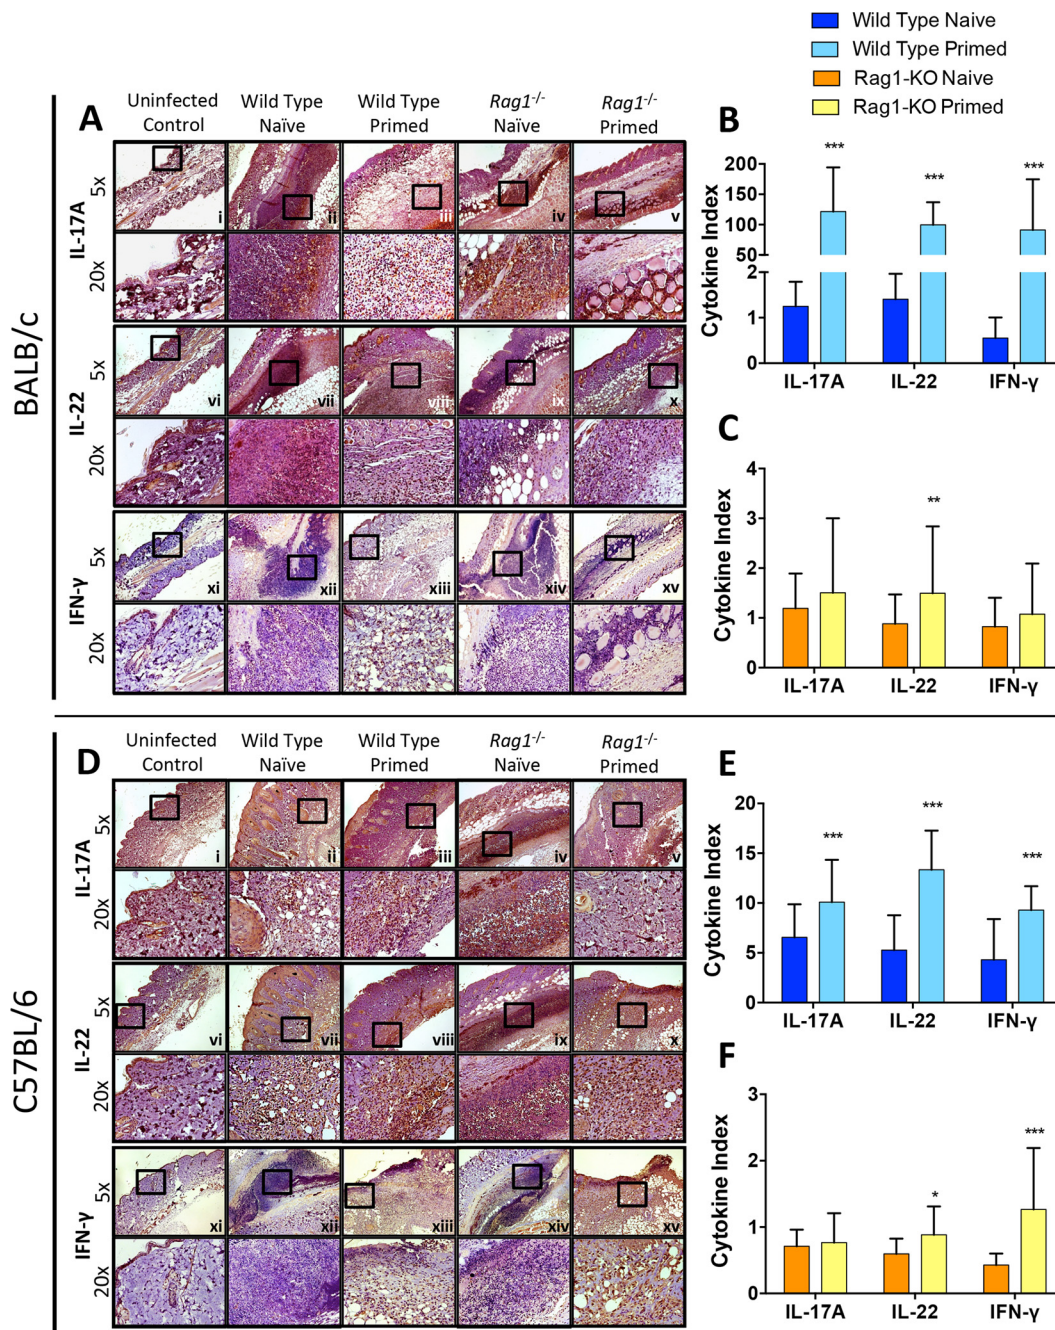 Wild Type Naive
Wild Type Primed
Rag1-KO Naive
Rag1-KO Primed
BALB/c
A
Uninfected Control
Wild Type Naïve
Wild Type Primed
Rag1-/- Naïve
Rag1-/- Primed
IL-17A
5x
i
ii
iii
iv
v
20x
IL-22
5x
vi
vii
viii
ix
x
20x
IFN-γ
5x
xi
xii
xiii
xiv
xv
20x
B
Cytokine Index
200
150
100
50
2
1
0
***
***
***
IL-17A
IL-22
IFN-γ
C
Cytokine Index
4
3
2
1
0
**
IL-17A
IL-22
IFN-γ
C57BL/6
D
Uninfected Control
Wild Type Naïve
Wild Type Primed
Rag1-/- Naïve
Rag1-/- Primed
IL-17A
5x
i
ii
iii
iv
v
20x
IL-22
5x
vi
vii
viii
ix
x
20x
IFN-γ
5x
xi
xii
xiii
xiv
xv
20x
E
Cytokine Index
20
15
10
5
0
***
***
***
IL-17A
IL-22
IFN-γ
F
Cytokine Index
3
2
1
0
*
***
IL-17A
IL-22
IFN-γ